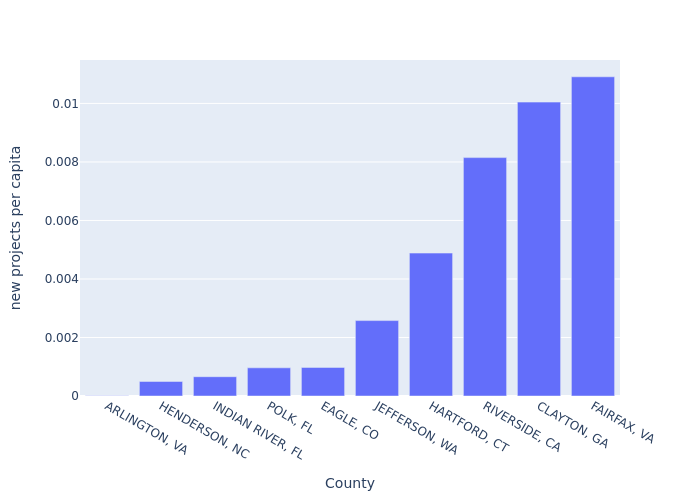 new projects per capita
0.01
0.008
0.006
0.004
0.002
0
ARLINGTON, VA
HENDERSON, NC
INDIAN RIVER, FL
POLK, FL
EAGLE, CO
JEFFERSON, WA
HARTFORD, CT
RIVERSIDE, CA
CLAYTON, GA
FAIRFAX, VA
County